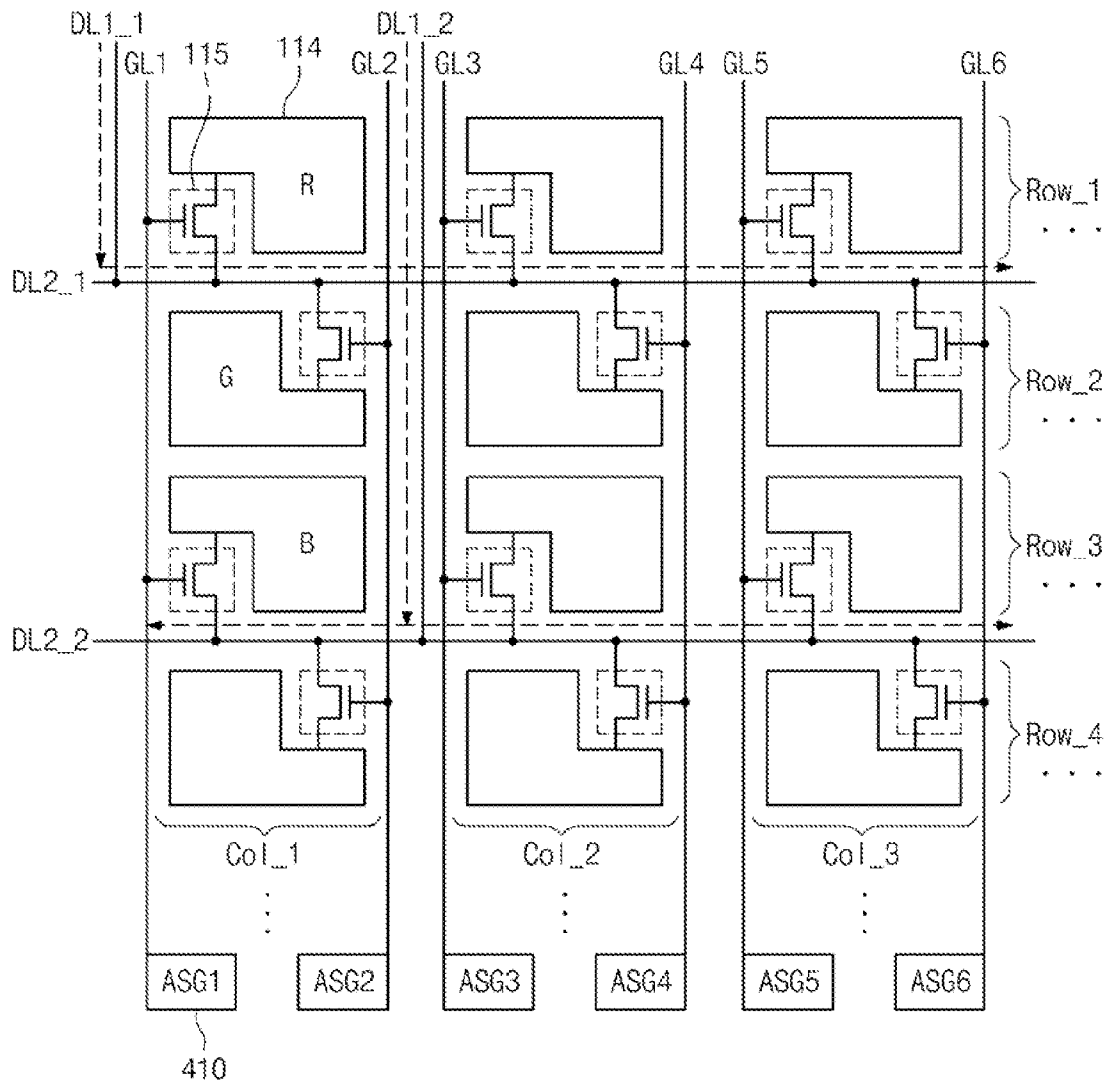 DL1_1 DL1_2
GL1 115 114 GL2 GL3 GL4 GL5 GL6
R
Row_1
DL2_1
G
Row_2
B
Row_3
DL2_2
Row_4
Col_1 Col_2 Col_3
ASG1 ASG2 ASG3 ASG4 ASG5 ASG6
410